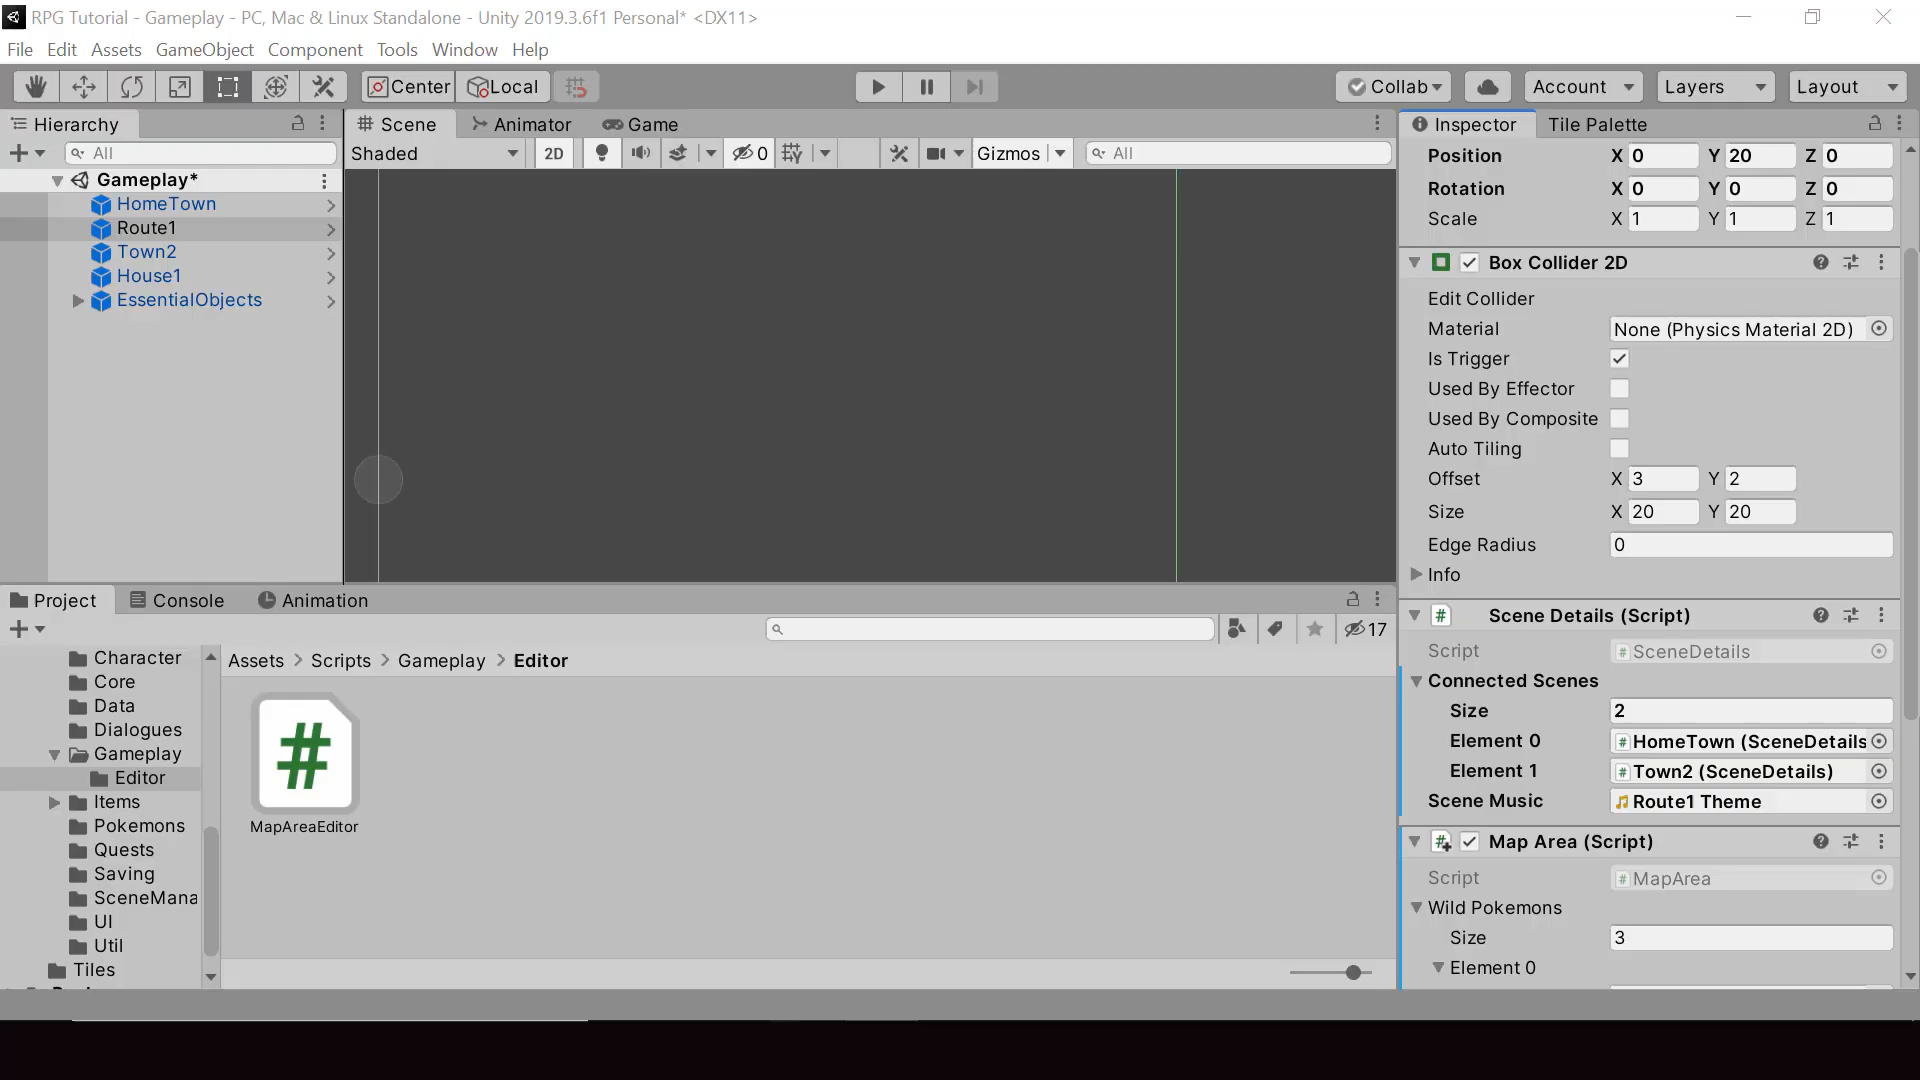 RPG Tutorial - Gameplay - PC, Mac & Linux Standalone - Unity 2019.3.6f1 Personal* <DX11>
File Edit Assets GameObject Component Tools Window Help
Center Local Collab Account Layers Layout
Hierarchy
All
Gameplay*
HomeTown
Route1
Town2
House1
EssentialObjects
Scene Animator Game
Shaded 2D 0 Gizmos All
Inspector Tile Palette
Position X 0 Y 20 Z 0
Rotation X 0 Y 0 Z 0
Scale X 1 Y 1 Z 1
Box Collider 2D
Edit Collider
Material None (Physics Material 2D)
Is Trigger
Used By Effector
Used By Composite
Auto Tiling
Offset X 3 Y 2
Size X 20 Y 20
Edge Radius 0
Info
Scene Details (Script)
Script SceneDetails
Connected Scenes
Size 2
Element 0 HomeTown (SceneDetails
Element 1 Town2 (SceneDetails)
Scene Music Route1 Theme
Map Area (Script)
Script MapArea
Wild Pokemons
Size 3
Element 0
Project Console Animation
17
Character
Core
Data
Dialogues
Gameplay
Editor
Items
Pokemons
Quests
Saving
SceneMana
UI
Util
Tiles
Assets > Scripts > Gameplay > Editor
MapAreaEditor